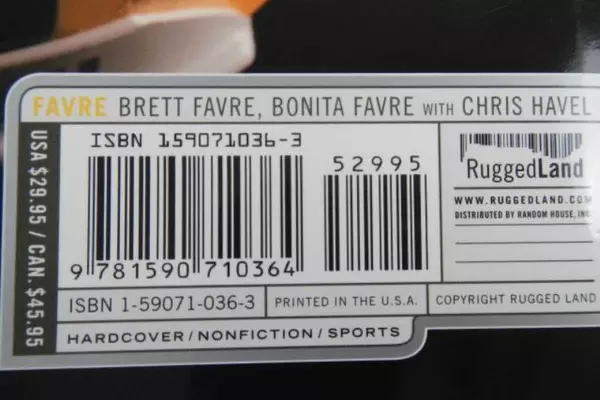 FAVRE BRETT FAVRE, BONITA FAVRE WITH CHRIS HAVEL
USA $29.95 / CAN. $45.95
ISBN 159071036-3
52995
9 781590 710364
ISBN 1-59071-036-3
PRINTED IN THE U.S.A.
HARDCOVER/NONFICTION/SPORTS
RuggedLand
WWW.RUGGEDLAND.COM
DISTRIBUTED BY RANDOM HOUSE, INC
COPYRIGHT RUGGED LAND